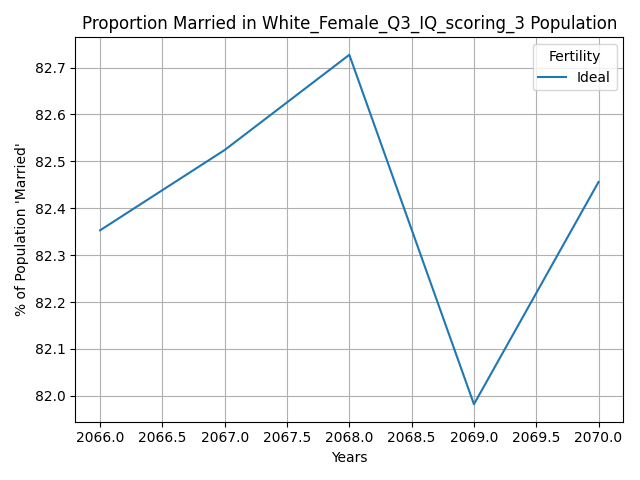 Proportion Married in White_Female_Q3_IQ_scoring_3 Population
Fertility
Ideal
% of Population 'Married'
82.7
82.6
82.5
82.4
82.3
82.2
82.1
82.0
2066.0 2066.5 2067.0 2067.5 2068.0 2068.5 2069.0 2069.5 2070.0
Years